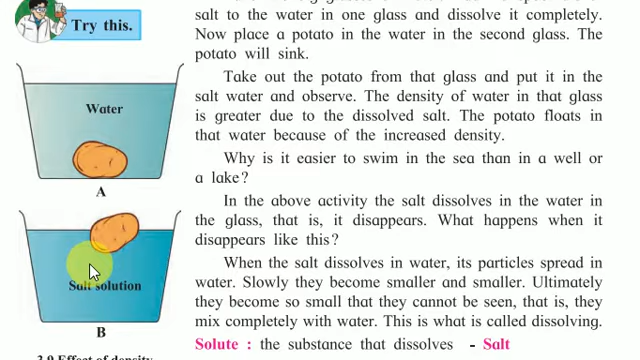 Try this.
Water
A
Salt solution
B
3.9 Effect of density
salt to the water in one glass and dissolve it completely.
Now place a potato in the water in the second glass. The
potato will sink.
Take out the potato from that glass and put it in the
salt water and observe. The density of water in that glass
is greater due to the dissolved salt. The potato floats in
that water because of the increased density.
Why is it easier to swim in the sea than in a well or
a lake?
In the above activity the salt dissolves in the water in
the glass, that is, it disappears. What happens when it
disappears like this?
When the salt dissolves in water, its particles spread in
water. Slowly they become smaller and smaller. Ultimately
they become so small that they cannot be seen, that is, they
mix completely with water. This is what is called dissolving.
Solute : the substance that dissolves - Salt